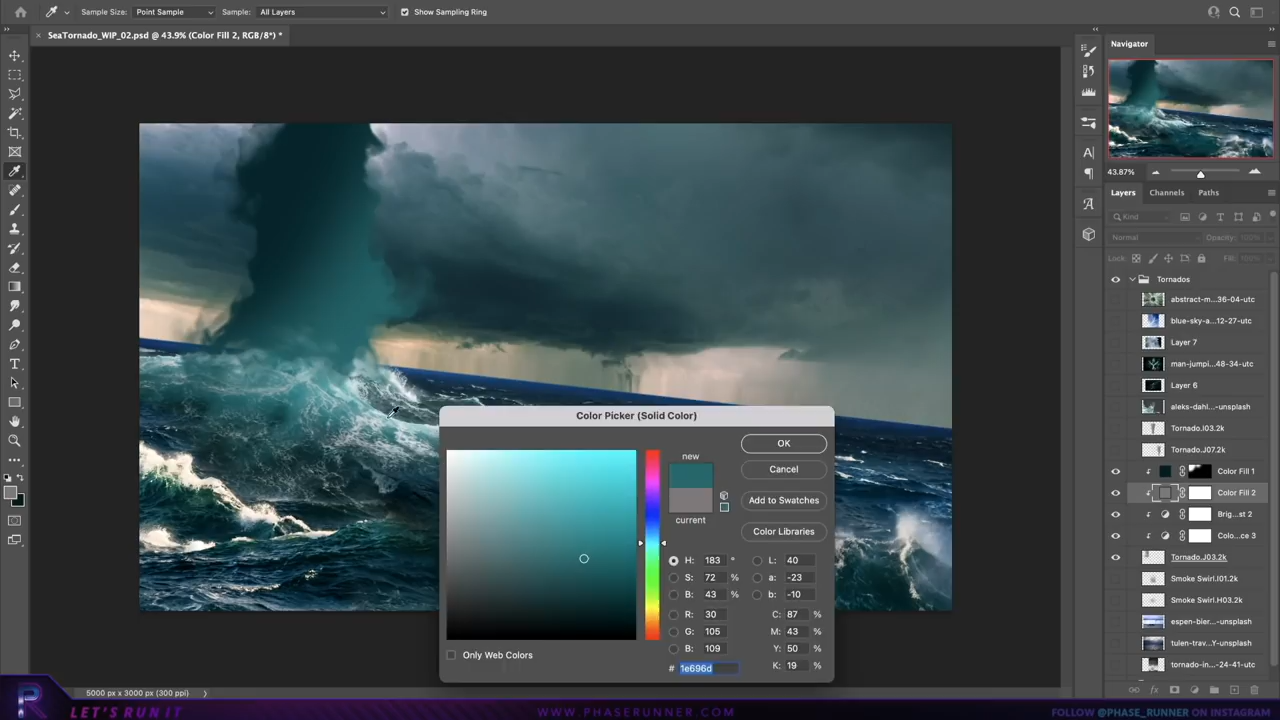 Sample Size: Point Sample Sample: All Layers Show Sampling Ring
SeaTornado_WIP_02.psd @ 43.9% (Color Fill 2, RGB/8*) *
Navigator
43.87%
Layers Channels Paths
Kind
Normal Opacity: 100%
Lock: Fill: 100%
Tornados
abstract-m...36-04-utc
blue-sky-a...12-27-utc
Layer 7
man-jumpi...48-34-utc
Layer 6
aleks-dahl...-unsplash
Tornado.I03.2k
Tornado.J07.2k
Color Fill 1
Color Fill 2
Brig...st 2
Colo...ce 3
Tornado.J03.2k
Smoke Swirl.I01.2k
Smoke Swirl.H03.2k
espen-bier...-unsplash
tulen-trav...Y-unsplash
tornado-in...24-41-utc
Color Picker (Solid Color)
new
current
OK
Cancel
Add to Swatches
Color Libraries
H: 183 °
S: 72 %
B: 43 %
R: 30
G: 105
B: 109
# 1e696d
L: 40
a: -23
b: -10
C: 87 %
M: 43 %
Y: 50 %
K: 19 %
Only Web Colors
5000 px x 3000 px (300 ppi)
LET'S RUN IT
WWW.PHASERUNNER.COM
FOLLOW @PHASE_RUNNER ON INSTAGRAM